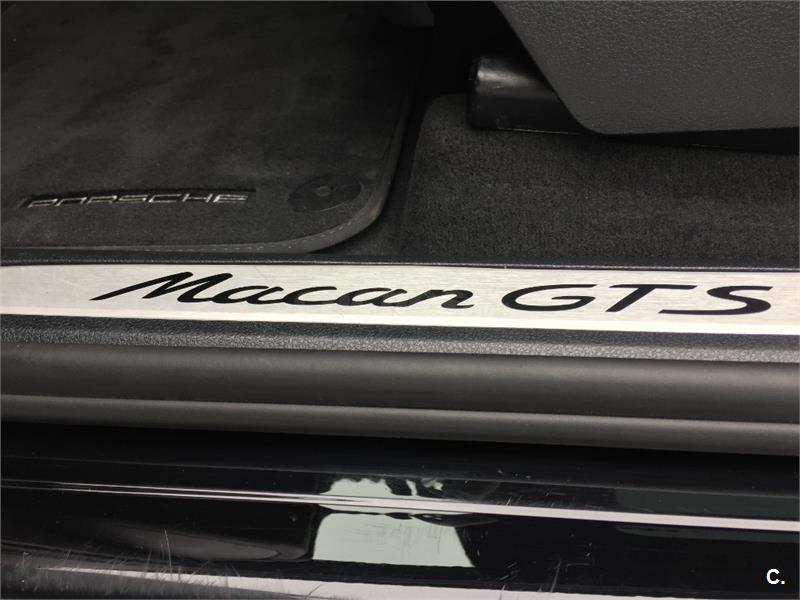 PORSCHE
Macan GTS
C.